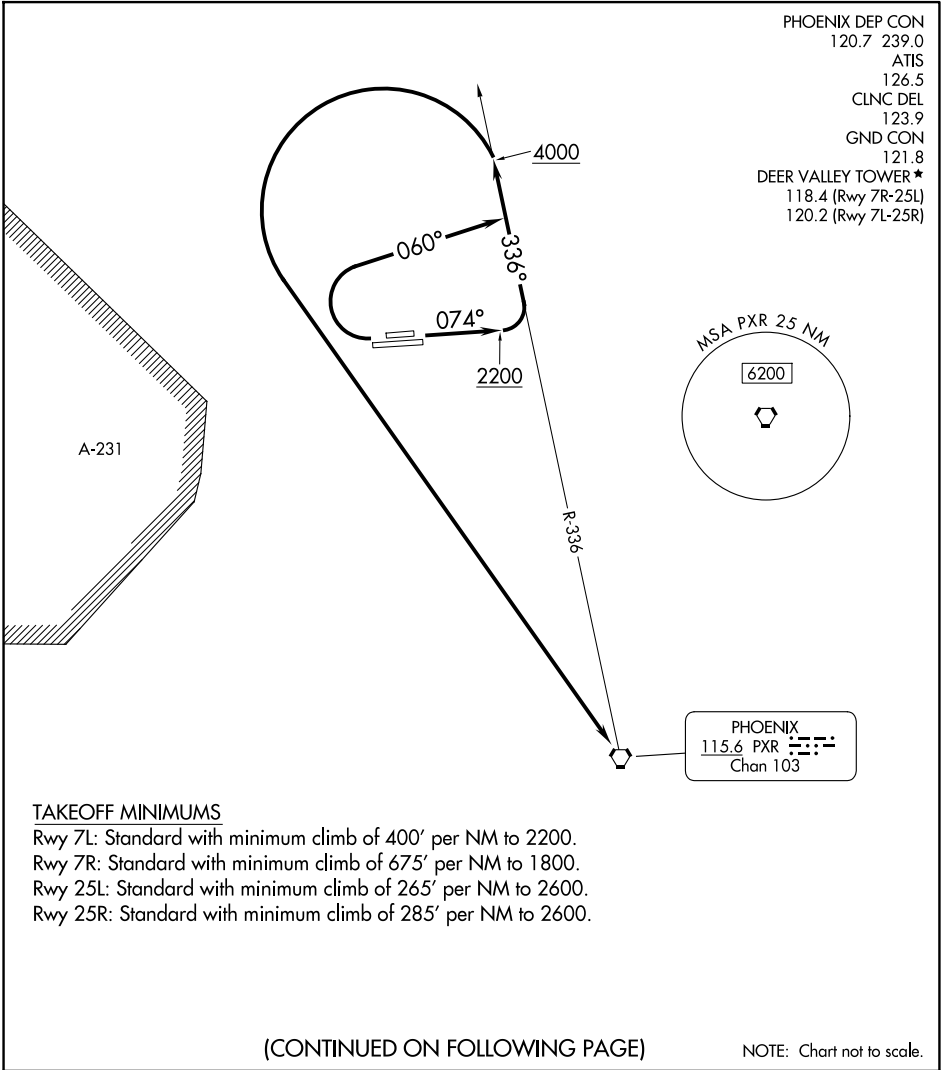 PHOENIX DEP CON
120.7 239.0
ATIS
126.5
CLNC DEL
123.9
GND CON
121.8
DEER VALLEY TOWER★
118.4 (Rwy 7R-25L)
120.2 (Rwy 7L-25R)
4000
060°
336°
074°
2200
MSA PXR 25 NM
6200
A-231
R-336
PHOENIX
115.6 PXR
Chan 103
TAKEOFF MINIMUMS
Rwy 7L: Standard with minimum climb of 400' per NM to 2200.
Rwy 7R: Standard with minimum climb of 675' per NM to 1800.
Rwy 25L: Standard with minimum climb of 265' per NM to 2600.
Rwy 25R: Standard with minimum climb of 285' per NM to 2600.
(CONTINUED ON FOLLOWING PAGE)
NOTE: Chart not to scale.